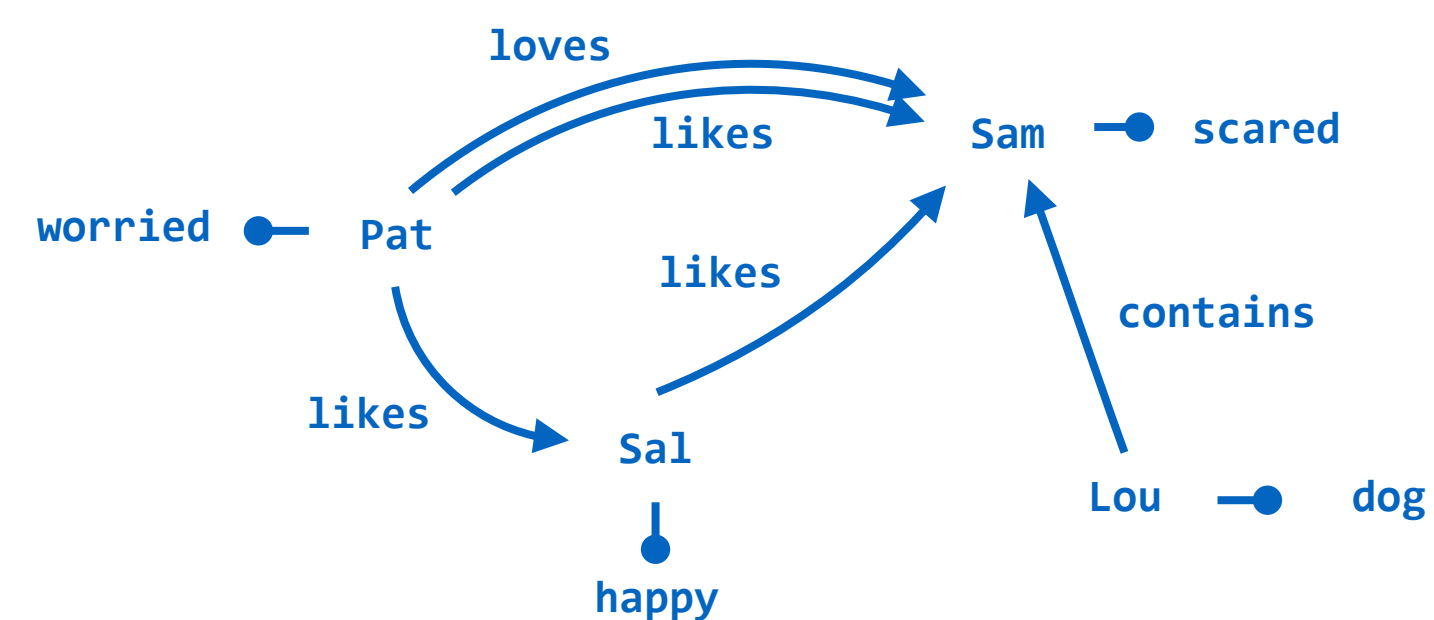 loves
likes
Sam
scared
worried
Pat
likes
contains
likes
Sal
Lou
dog
happy